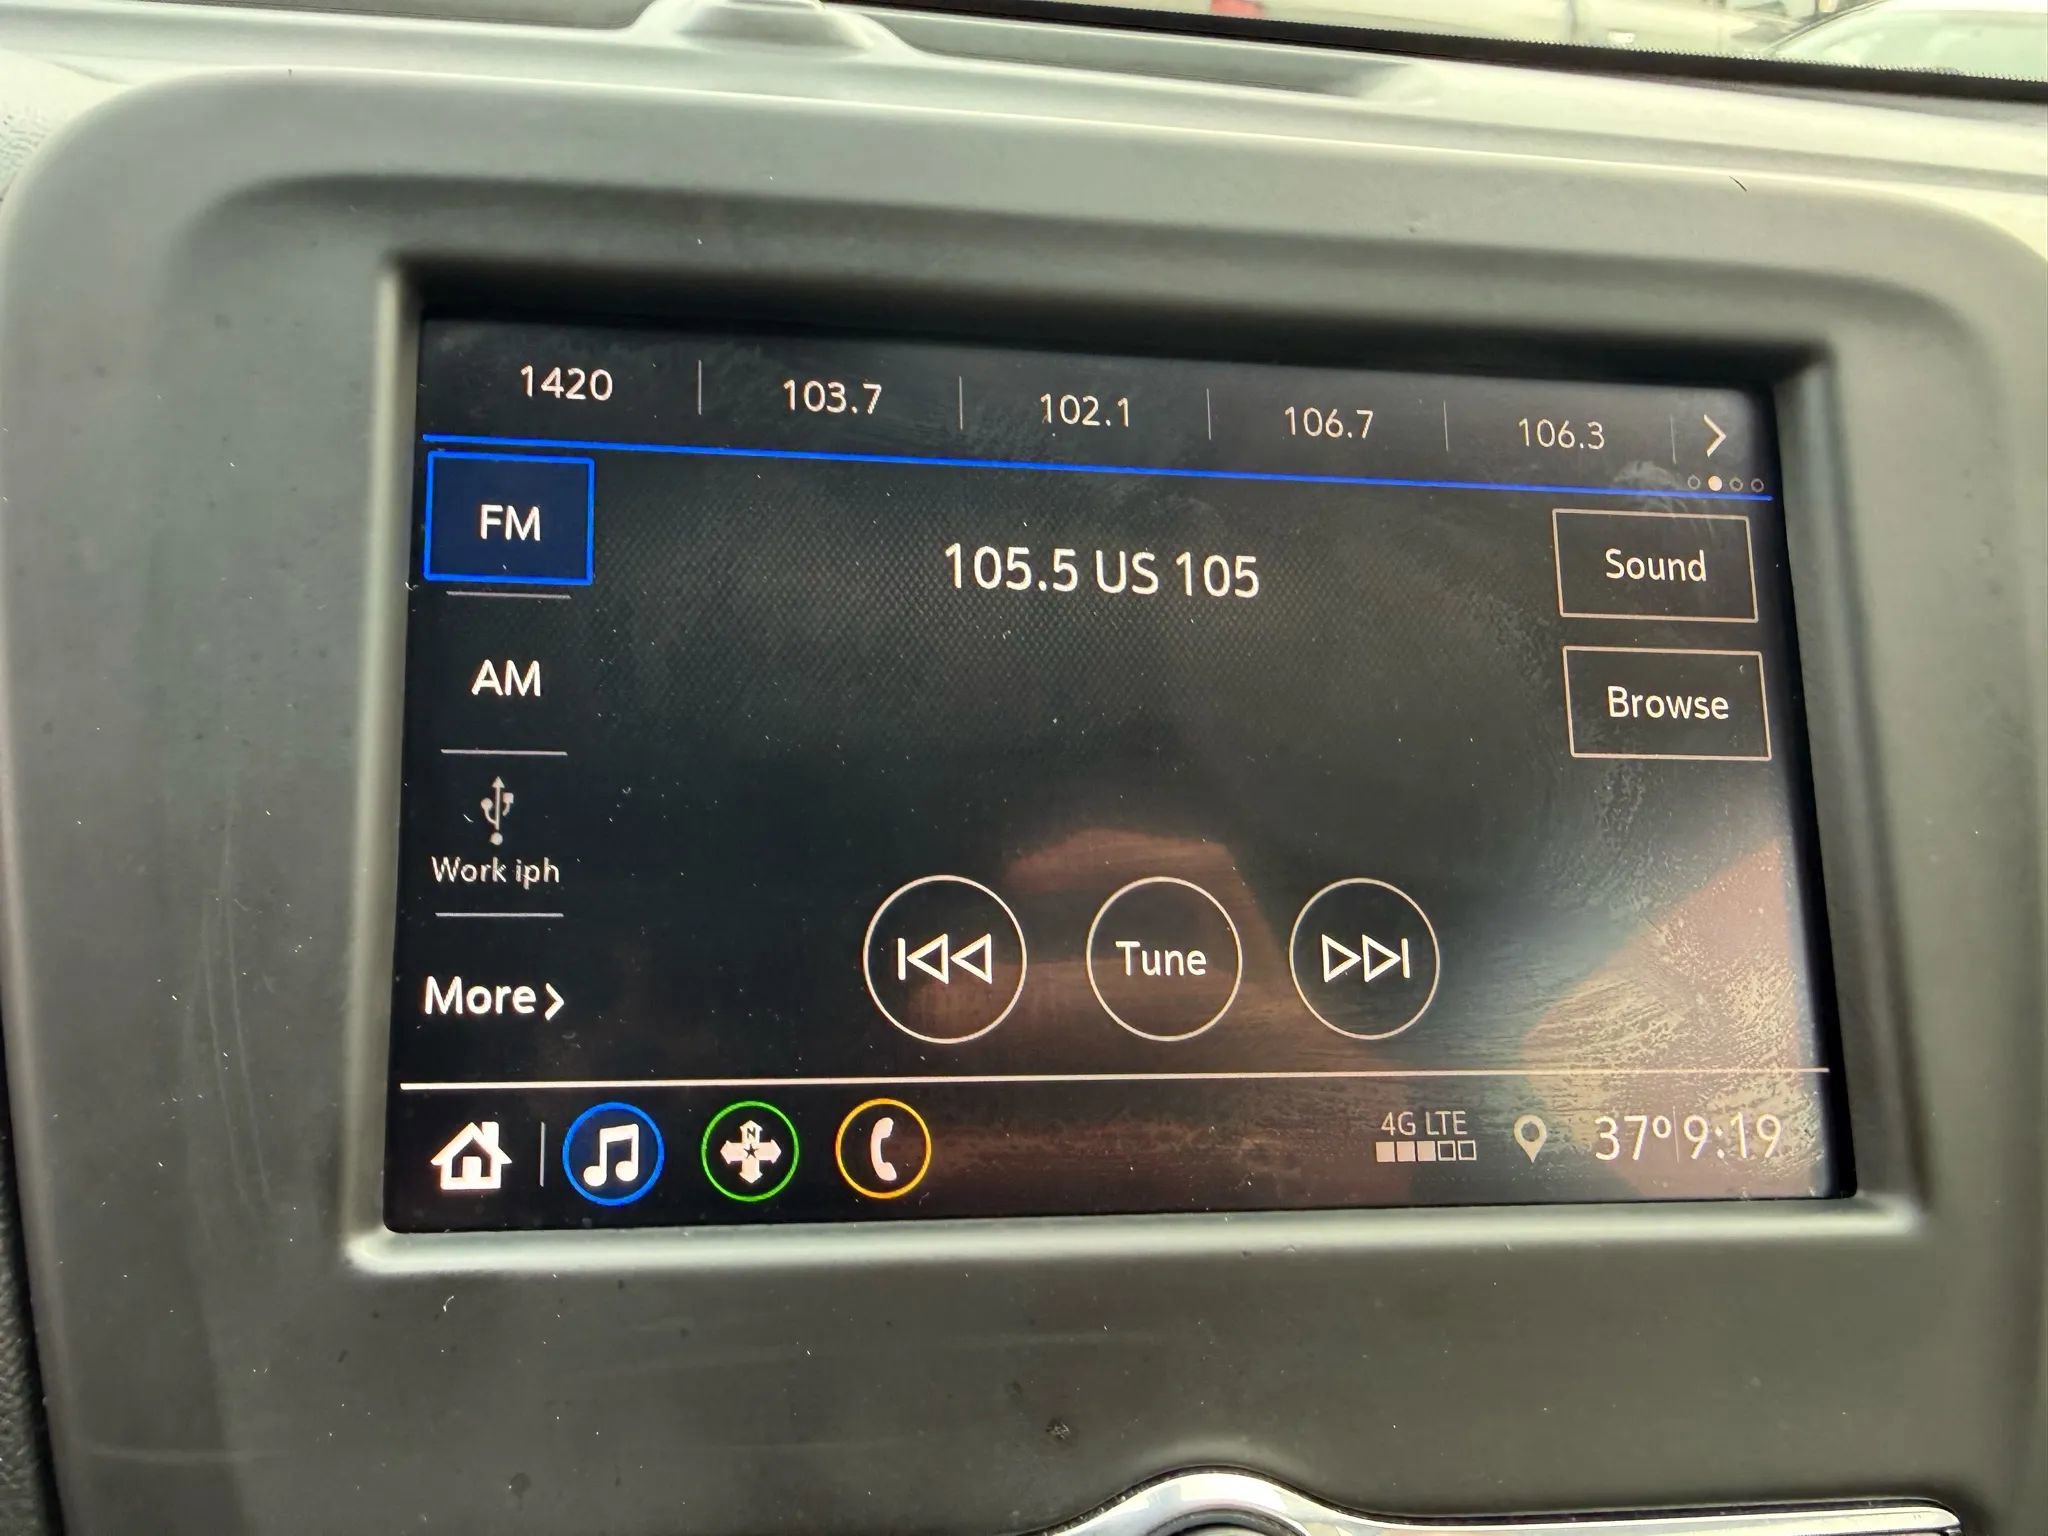 1420 103.7 102.1 106.7 106.3
FM
105.5 US 105
Sound
AM
Browse
Work iph
More
Tune
N
4G LTE
37° 9:19